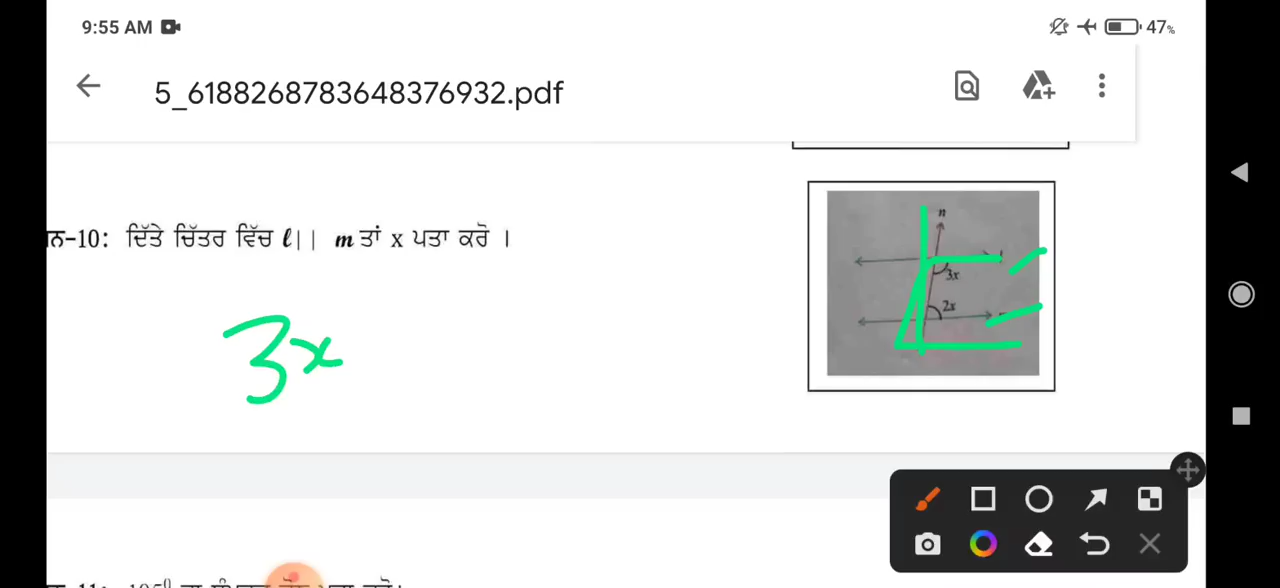 9:55 AM
47%
5_6188268783648376932.pdf
ਨ-10: ਦਿੱਤੇ ਚਿੱਤਰ ਵਿੱਚ ℓ|| m ਤਾਂ x ਪਤਾ ਕਰੋ ।
n
3x
2x
3x